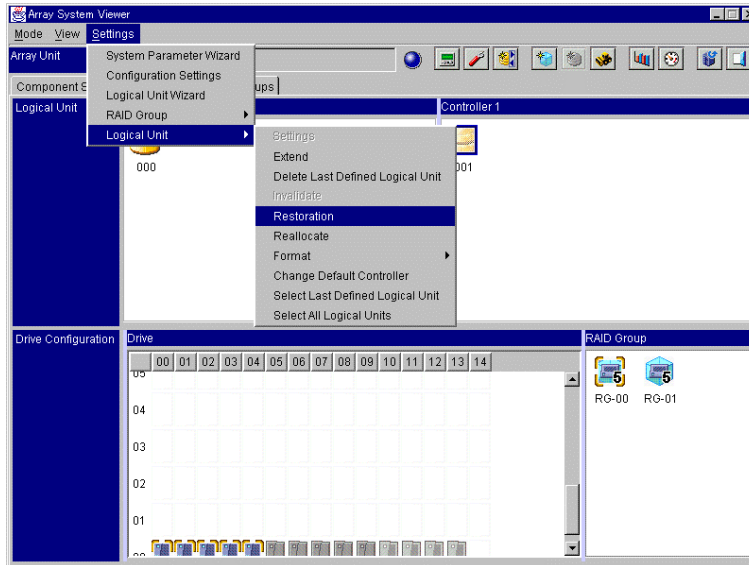 Array System Viewer
Mode View Settings
Array Unit
System Parameter Wizard
Configuration Settings
Logical Unit Wizard
RAID Group
Logical Unit
Component S
ups
Logical Unit
Controller 1
000
001
Settings
Extend
Delete Last Defined Logical Unit
Invalidate
Restoration
Reallocate
Format
Change Default Controller
Select Last Defined Logical Unit
Select All Logical Units
Drive Configuration
Drive
RAID Group
00 01 02 03 04 05 06 07 08 09 10 11 12 13 14
05
04
03
02
01
00
5 5
RG-00 RG-01